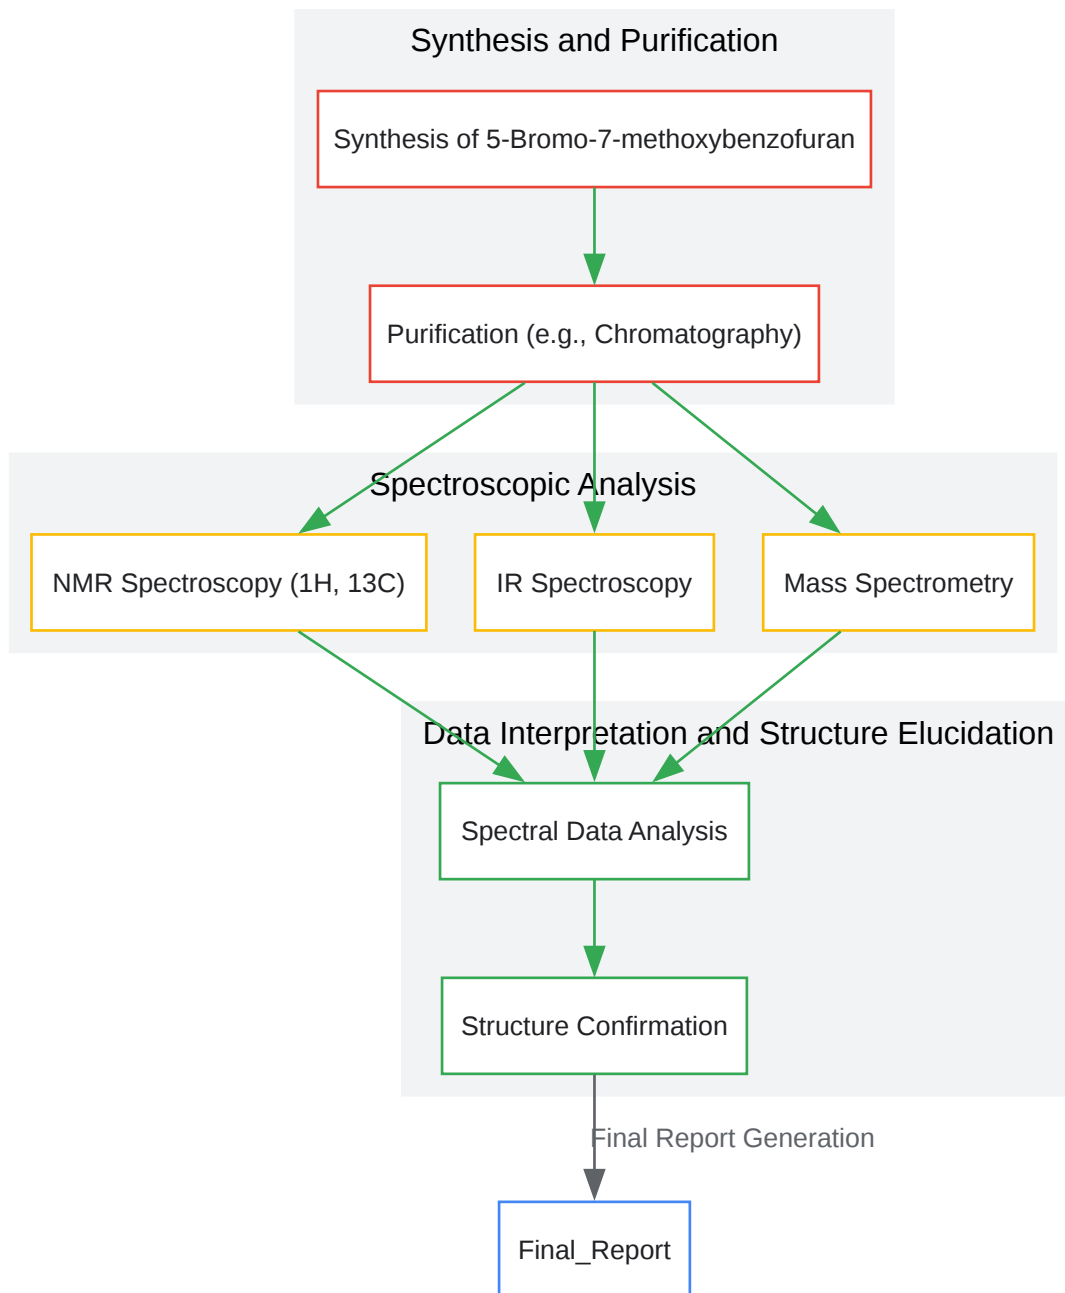 Synthesis and Purification
Synthesis of 5-Bromo-7-methoxybenzofuran
Purification (e.g., Chromatography)
Spectroscopic Analysis
NMR Spectroscopy (1H, 13C)
IR Spectroscopy
Mass Spectrometry
Data Interpretation and Structure Elucidation
Spectral Data Analysis
Structure Confirmation
Final Report Generation
Final_Report